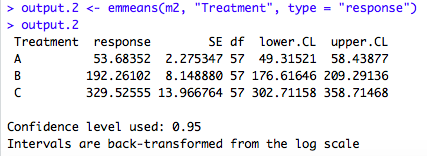 > output.2 <- emmeans(m2, "Treatment", type = "response")
> output.2
Treatment response SE df lower.CL upper.CL
A 53.68352 2.275347 57 49.31521 58.43877
B 192.26102 8.148880 57 176.61646 209.29136
C 329.52555 13.966764 57 302.71158 358.71468
Confidence level used: 0.95
Intervals are back-transformed from the log scale